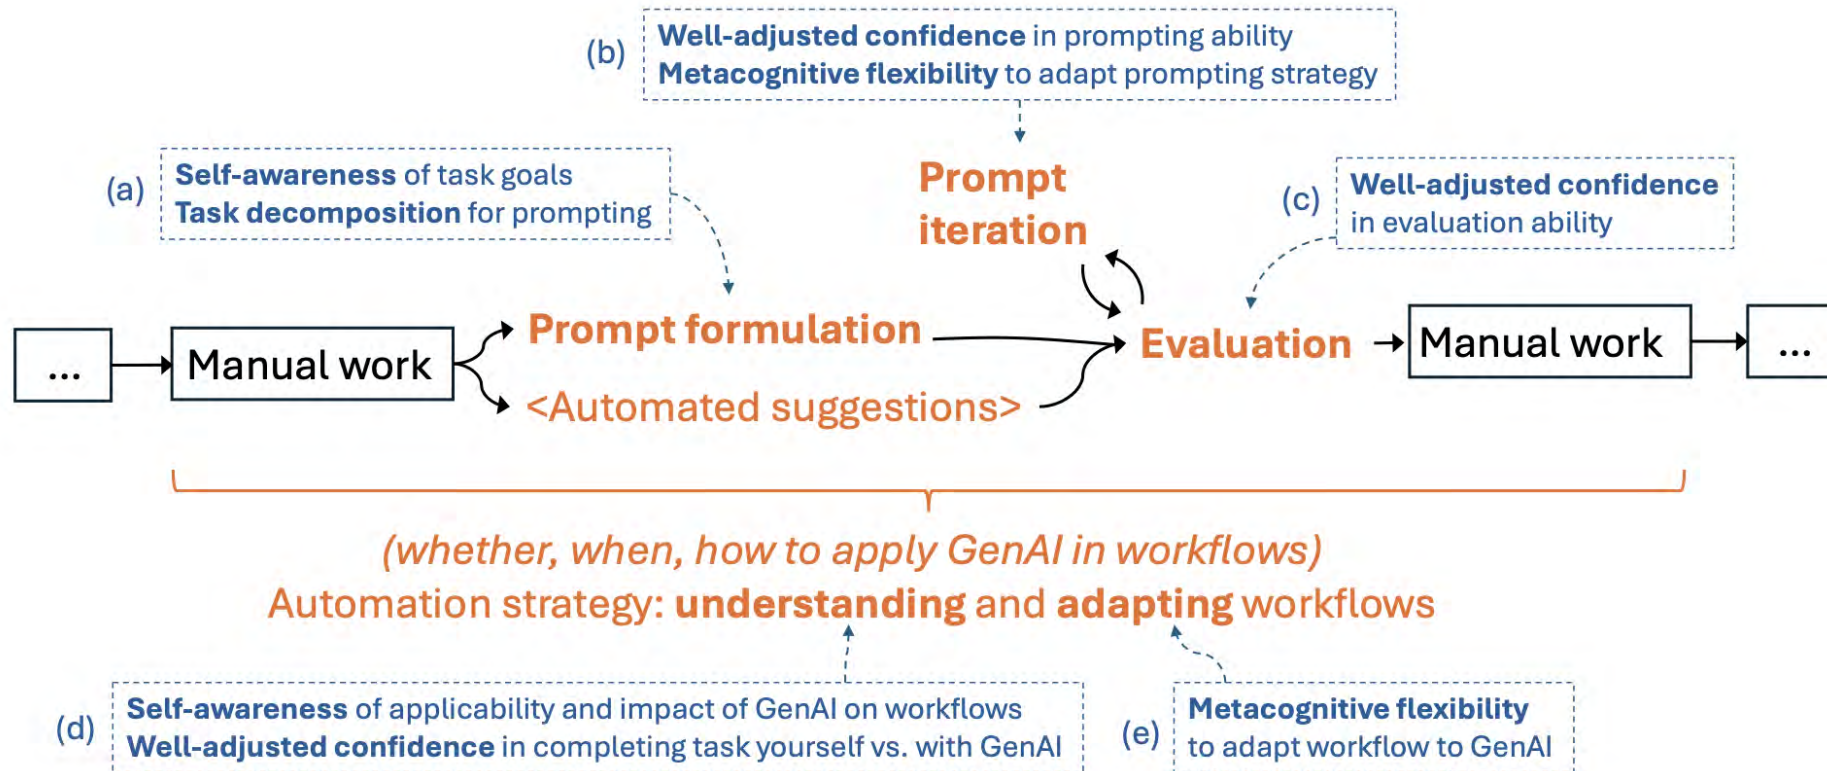 (b)
Well-adjusted confidence in prompting ability
Metacognitive flexibility to adapt prompting strategy
(a)
Self-awareness of task goals
Task decomposition for prompting
Prompt
iteration
(c)
Well-adjusted confidence
in evaluation ability
...
Manual work
Prompt formulation
<Automated suggestions>
Evaluation
Manual work
...
(whether, when, how to apply GenAI in workflows)
Automation strategy: understanding and adapting workflows
(d)
Self-awareness of applicability and impact of GenAI on workflows
Well-adjusted confidence in completing task yourself vs. with GenAI
(e)
Metacognitive flexibility
to adapt workflow to GenAI